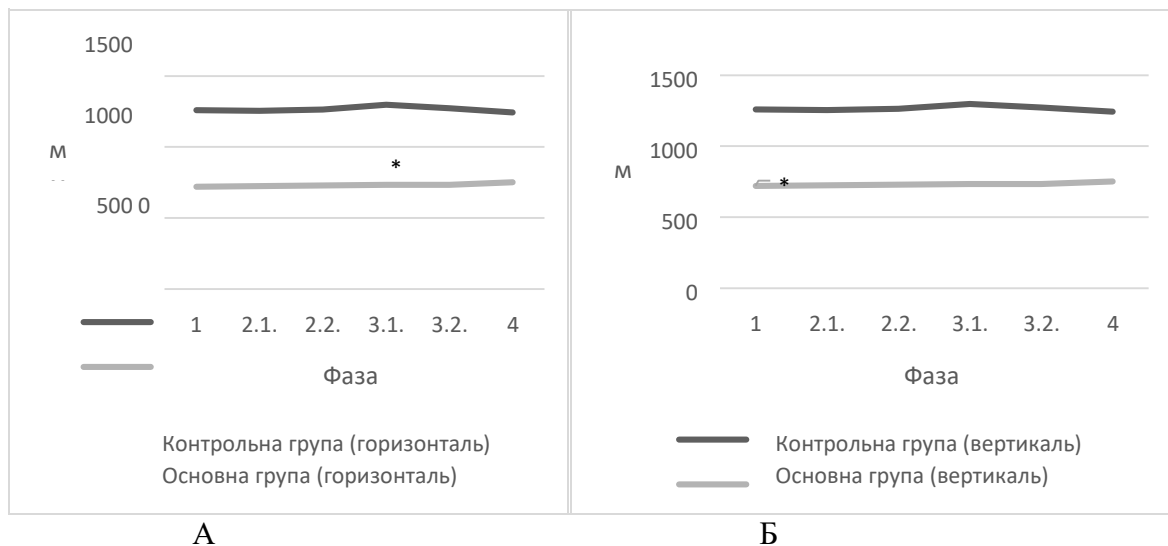 1500
1000
м
*
500 0
1 2.1. 2.2. 3.1. 3.2. 4
Фаза
Контрольна група (горизонталь)
Основна група (горизонталь)
А
1500
1000
м
*
500
0
1 2.1. 2.2. 3.1. 3.2. 4
Фаза
Контрольна група (вертикаль)
Основна група (вертикаль)
Б